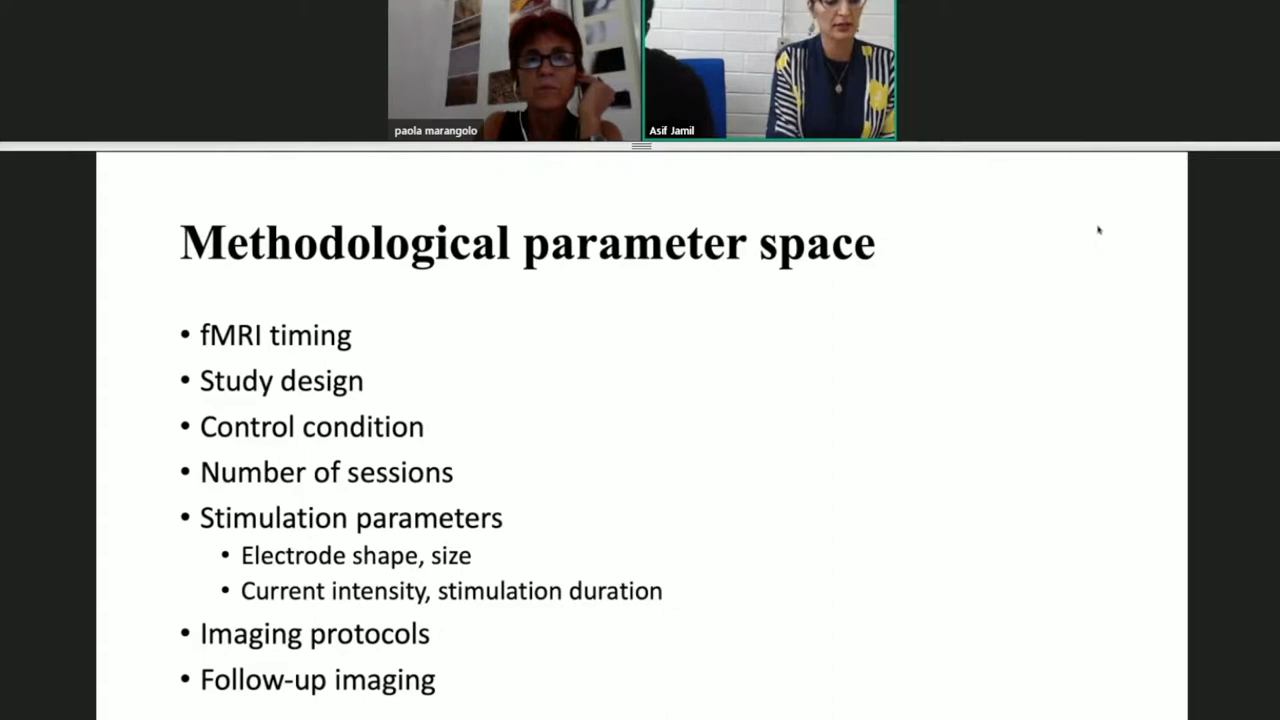 paola marangolo
Asif Jamil
Methodological parameter space
• fMRI timing
• Study design
• Control condition
• Number of sessions
• Stimulation parameters
• Electrode shape, size
• Current intensity, stimulation duration
• Imaging protocols
• Follow-up imaging